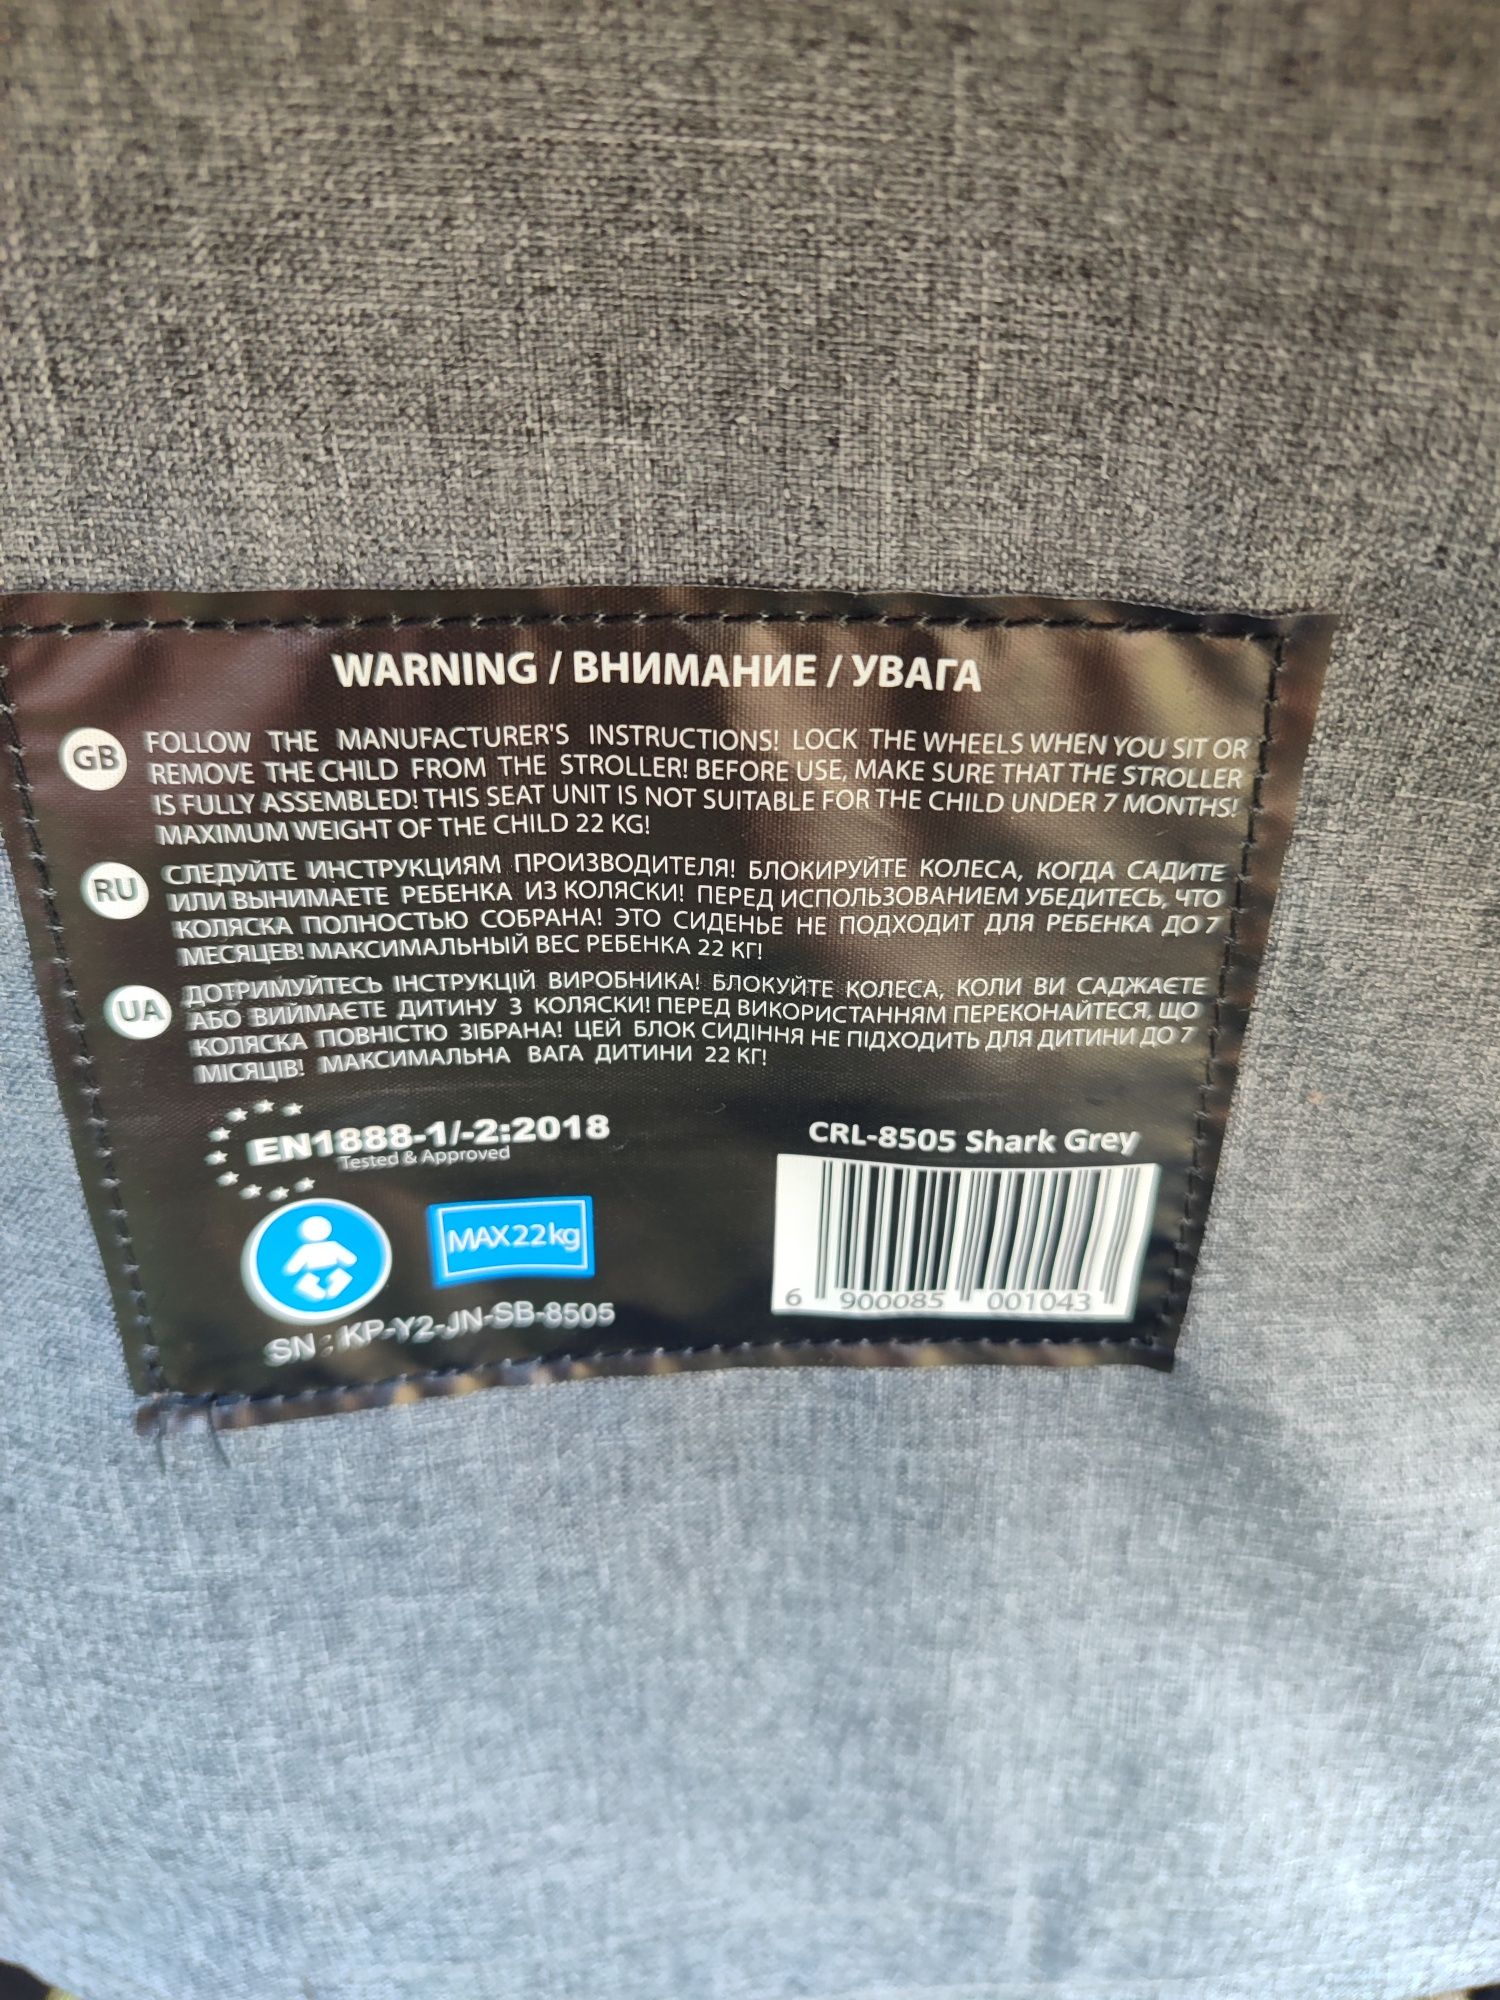 WARNING / ВНИМАНИЕ / УВАГА
GB
FOLLOW THE MANUFACTURER'S INSTRUCTIONS! LOCK THE WHEELS WHEN YOU SIT OR
REMOVE THE CHILD FROM THE STROLLER! BEFORE USE, MAKE SURE THAT THE STROLLER
IS FULLY ASSEMBLED! THIS SEAT UNIT IS NOT SUITABLE FOR THE CHILD UNDER 7 MONTHS!
MAXIMUM WEIGHT OF THE CHILD 22 KG!
RU
СЛЕДУЙТЕ ИНСТРУКЦИЯМ ПРОИЗВОДИТЕЛЯ! БЛОКИРУЙТЕ КОЛЕСА, КОГДА САДИТЕ
ИЛИ ВЫНИМАЕТЕ РЕБЕНКА ИЗ КОЛЯСКИ! ПЕРЕД ИСПОЛЬЗОВАНИЕМ УБЕДИТЕСЬ, ЧТО
КОЛЯСКА ПОЛНОСТЬЮ СОБРАНА! ЭТО СИДЕНЬЕ НЕ ПОДХОДИТ ДЛЯ РЕБЕНКА ДО 7
МЕСЯЦЕВ! МАКСИМАЛЬНЫЙ ВЕС РЕБЕНКА 22 КГ!
UA
ДОТРИМУЙТЕСЬ ІНСТРУКЦІЙ ВИРОБНИКА! БЛОКУЙТЕ КОЛЕСА, КОЛИ ВИ САДЖАЄТЕ
АБО ВИЙМАЄТЕ ДИТИНУ З КОЛЯСКИ! ПЕРЕД ВИКОРИСТАННЯМ ПЕРЕКОНАЙТЕСЯ, ЩО
КОЛЯСКА ПОВНІСТЮ ЗІБРАНА! ЦЕЙ БЛОК СИДІННЯ НЕ ПІДХОДИТЬ ДЛЯ ДИТИНИ ДО 7
МІСЯЦІВ! МАКСИМАЛЬНА ВАГА ДИТИНИ 22 КГ!
EN1888-1/-2:2018
Tested & Approved
MAX22kg
SN : KP-Y2-JN-SB-8505
CRL-8505 Shark Grey
6 900085 001043